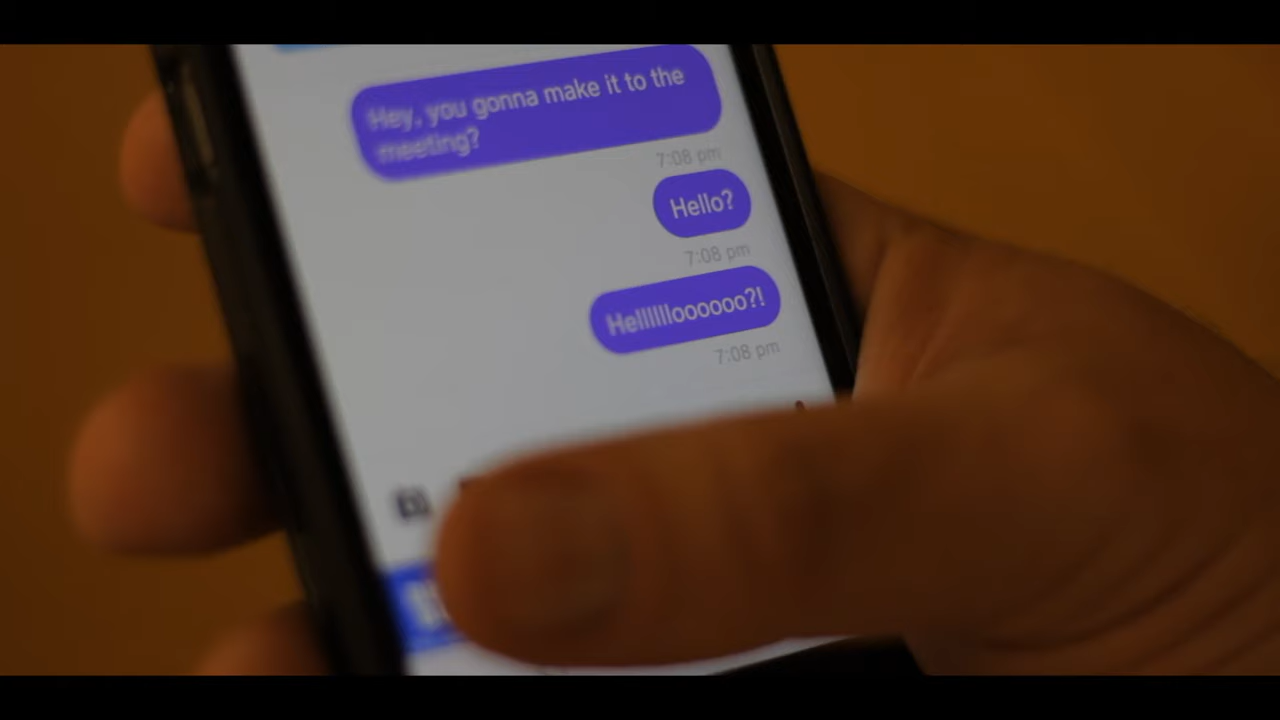 Hey, you gonna make it to the
meeting?
7:08 pm
Hello?
7:08 pm
Helllllloooooo?!
7:08 pm